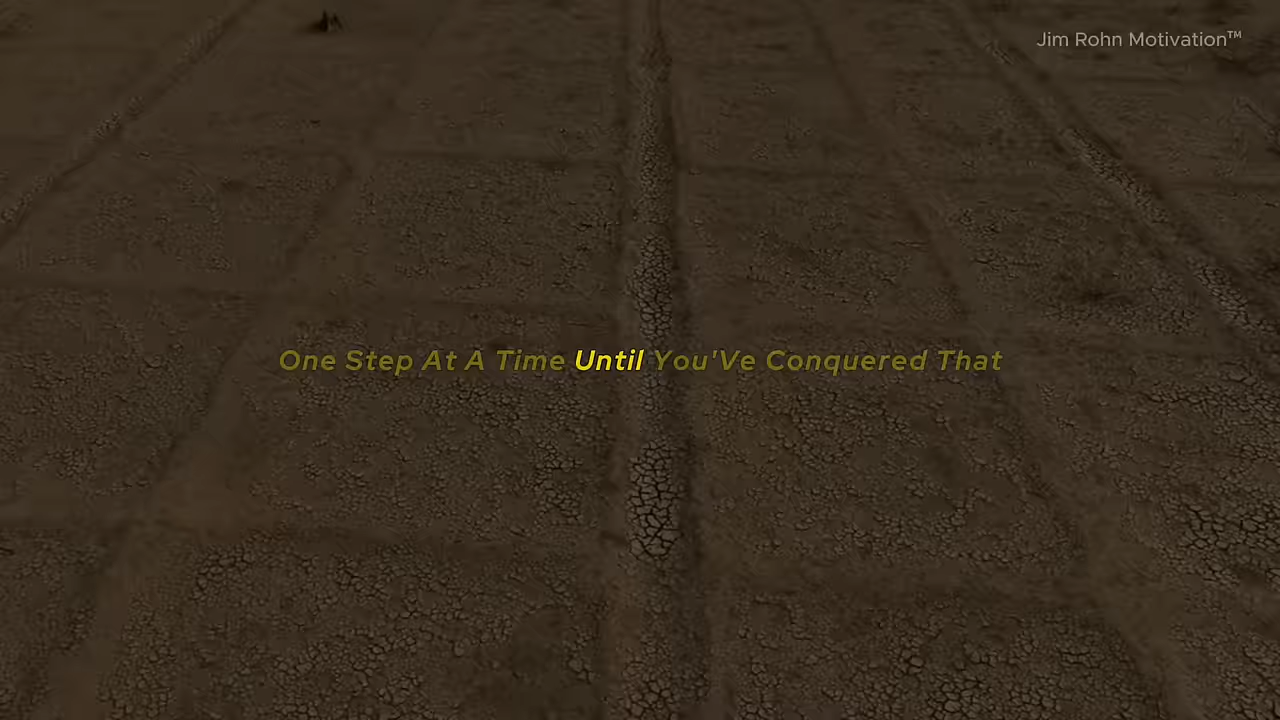 Jim Rohn Motivation™
One Step At A Time Until You'Ve Conquered That